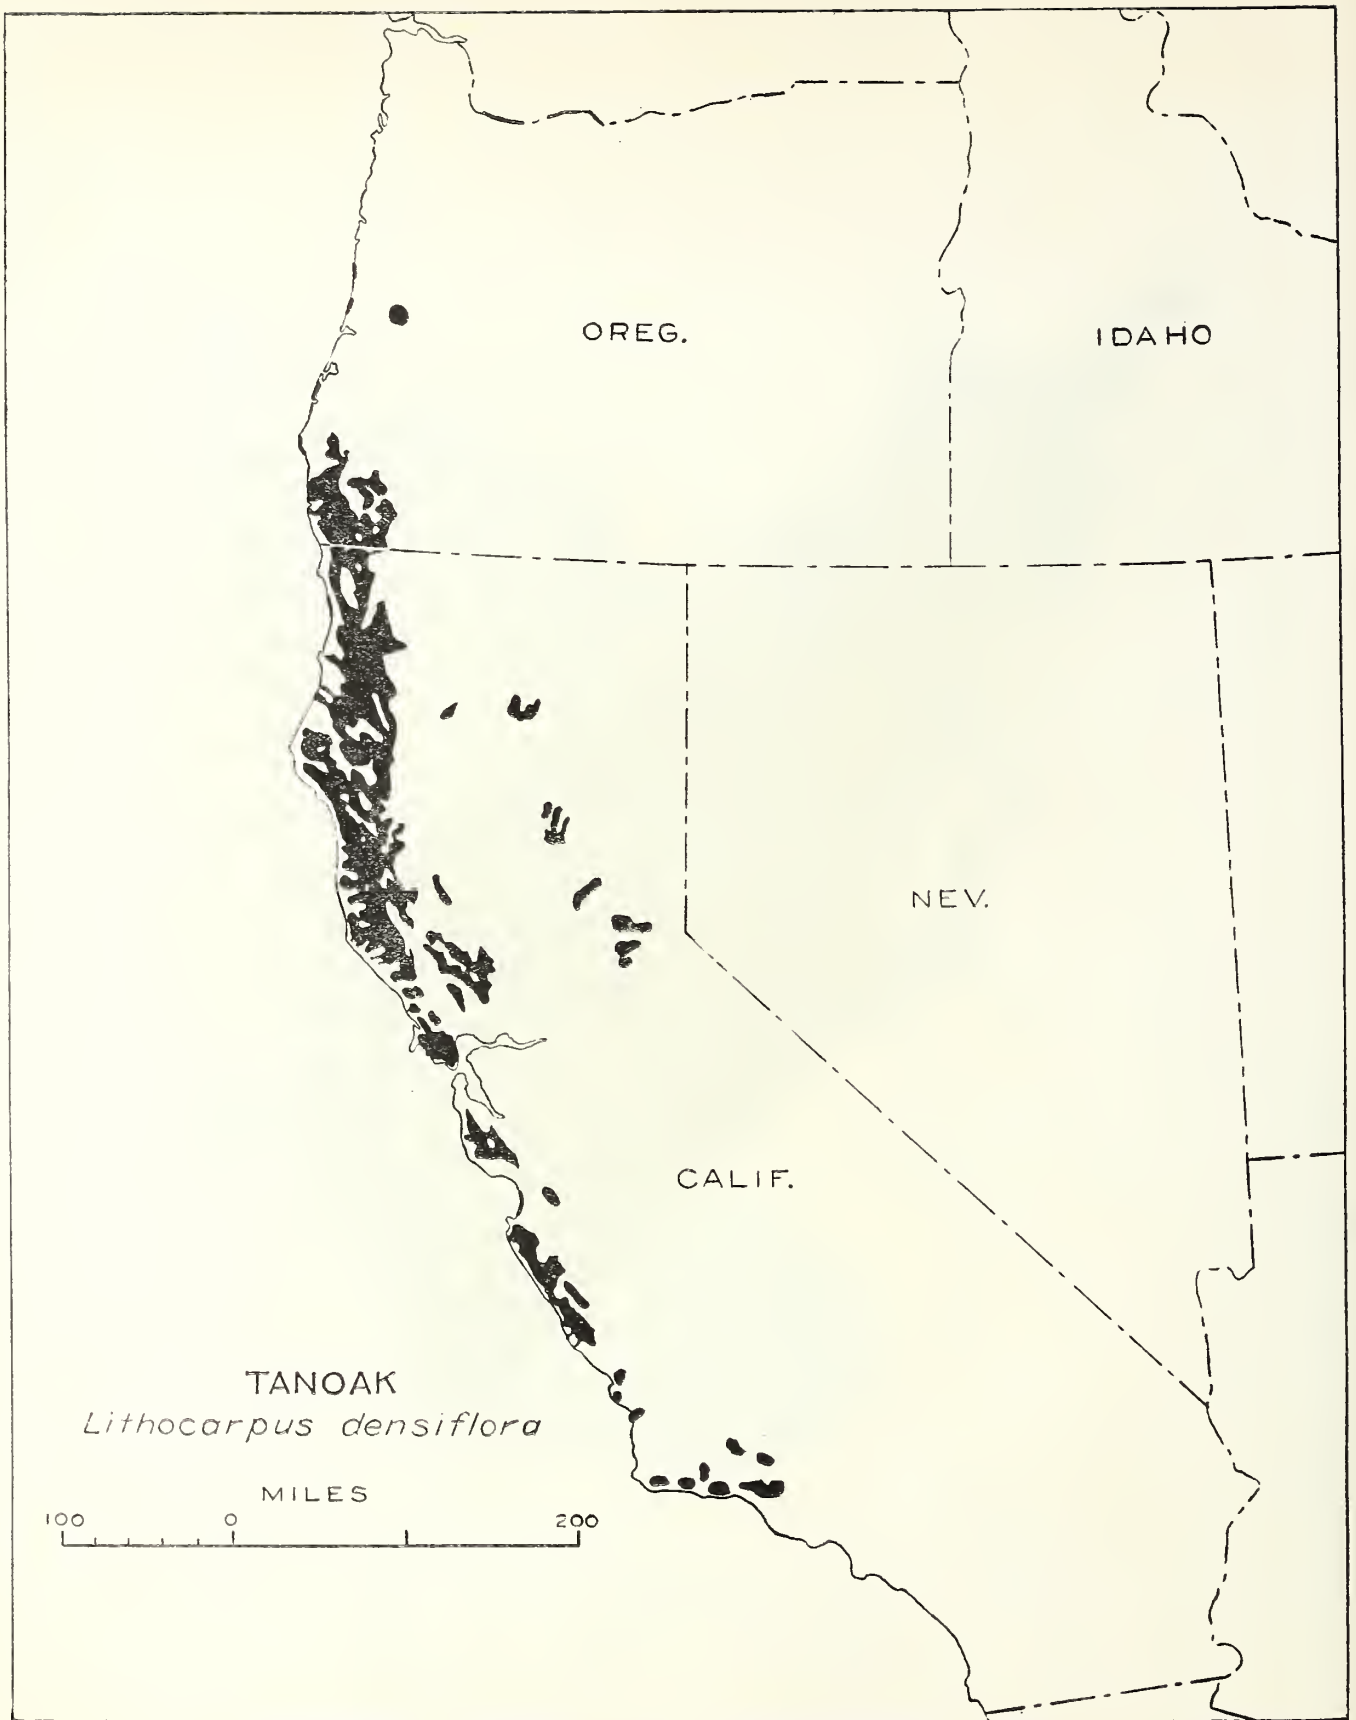 OREG.
IDAHO
NEV.
CALIF.
TANOAK
Lithocarpus densiflora
MILES
100 0 200